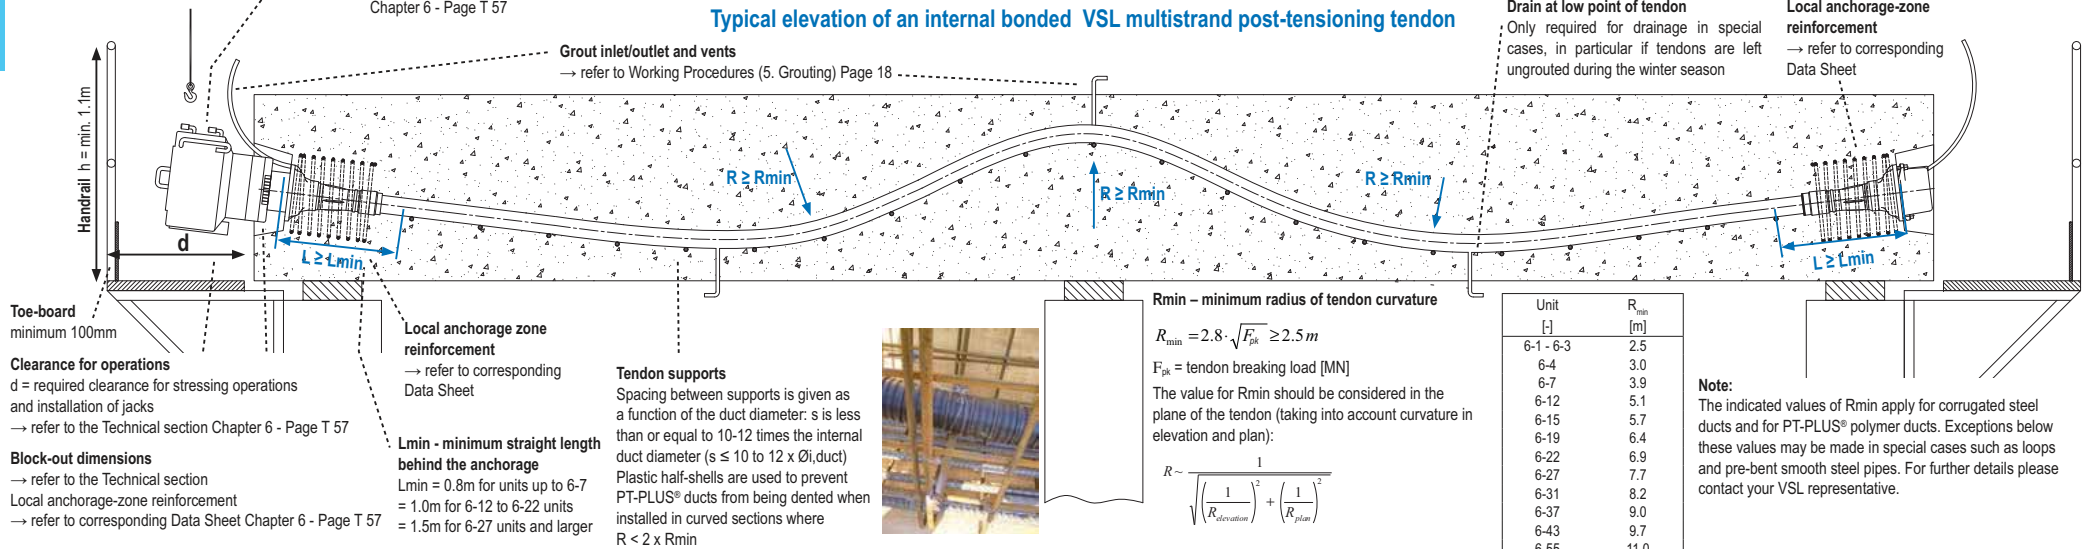 Chapter 6 - Page T 57
Typical elevation of an internal bonded VSL multistrand post-tensioning tendon
Grout inlet/outlet and vents
→ refer to Working Procedures (5. Grouting) Page 18
Drain at low point of tendon
Only required for drainage in special
cases, in particular if tendons are left
ungrouted during the winter season
Local anchorage-zone
reinforcement
→ refer to corresponding
Data Sheet
Handrail h = min. 1.1m
d
R ≥ Rmin
R ≥ Rmin
R ≥ Rmin
L ≥ Lmin
L ≥ Lmin
Toe-board
minimum 100mm
Clearance for operations
d = required clearance for stressing operations
and installation of jacks
→ refer to the Technical section Chapter 6 - Page T 57
Block-out dimensions
→ refer to the Technical section
Local anchorage-zone reinforcement
→ refer to corresponding Data Sheet Chapter 6 - Page T 57
Local anchorage zone
reinforcement
→ refer to corresponding
Data Sheet
Lmin - minimum straight length
behind the anchorage
Lmin = 0.8m for units up to 6-7
= 1.0m for 6-12 to 6-22 units
= 1.5m for 6-27 units and larger
Tendon supports
Spacing between supports is given as
a function of the duct diameter: s is less
than or equal to 10-12 times the internal
duct diameter (s ≤ 10 to 12 x Øi,duct)
Plastic half-shells are used to prevent
PT-PLUS® ducts from being dented when
installed in curved sections where
R < 2 x Rmin
Rmin – minimum radius of tendon curvature
R_min = 2.8 · √F_pk ≥ 2.5 m
F_pk = tendon breaking load [MN]
The value for Rmin should be considered in the
plane of the tendon (taking into account curvature in
elevation and plan):
R ~ 1 / √((1/R_elevation)² + (1/R_plan)²)
Unit R_min
[-] [m]
6-1 - 6-3 2.5
6-4 3.0
6-7 3.9
6-12 5.1
6-15 5.7
6-19 6.4
6-22 6.9
6-27 7.7
6-31 8.2
6-37 9.0
6-43 9.7
6-55 11.0
Note:
The indicated values of Rmin apply for corrugated steel
ducts and for PT-PLUS® polymer ducts. Exceptions below
these values may be made in special cases such as loops
and pre-bent smooth steel pipes. For further details please
contact your VSL representative.